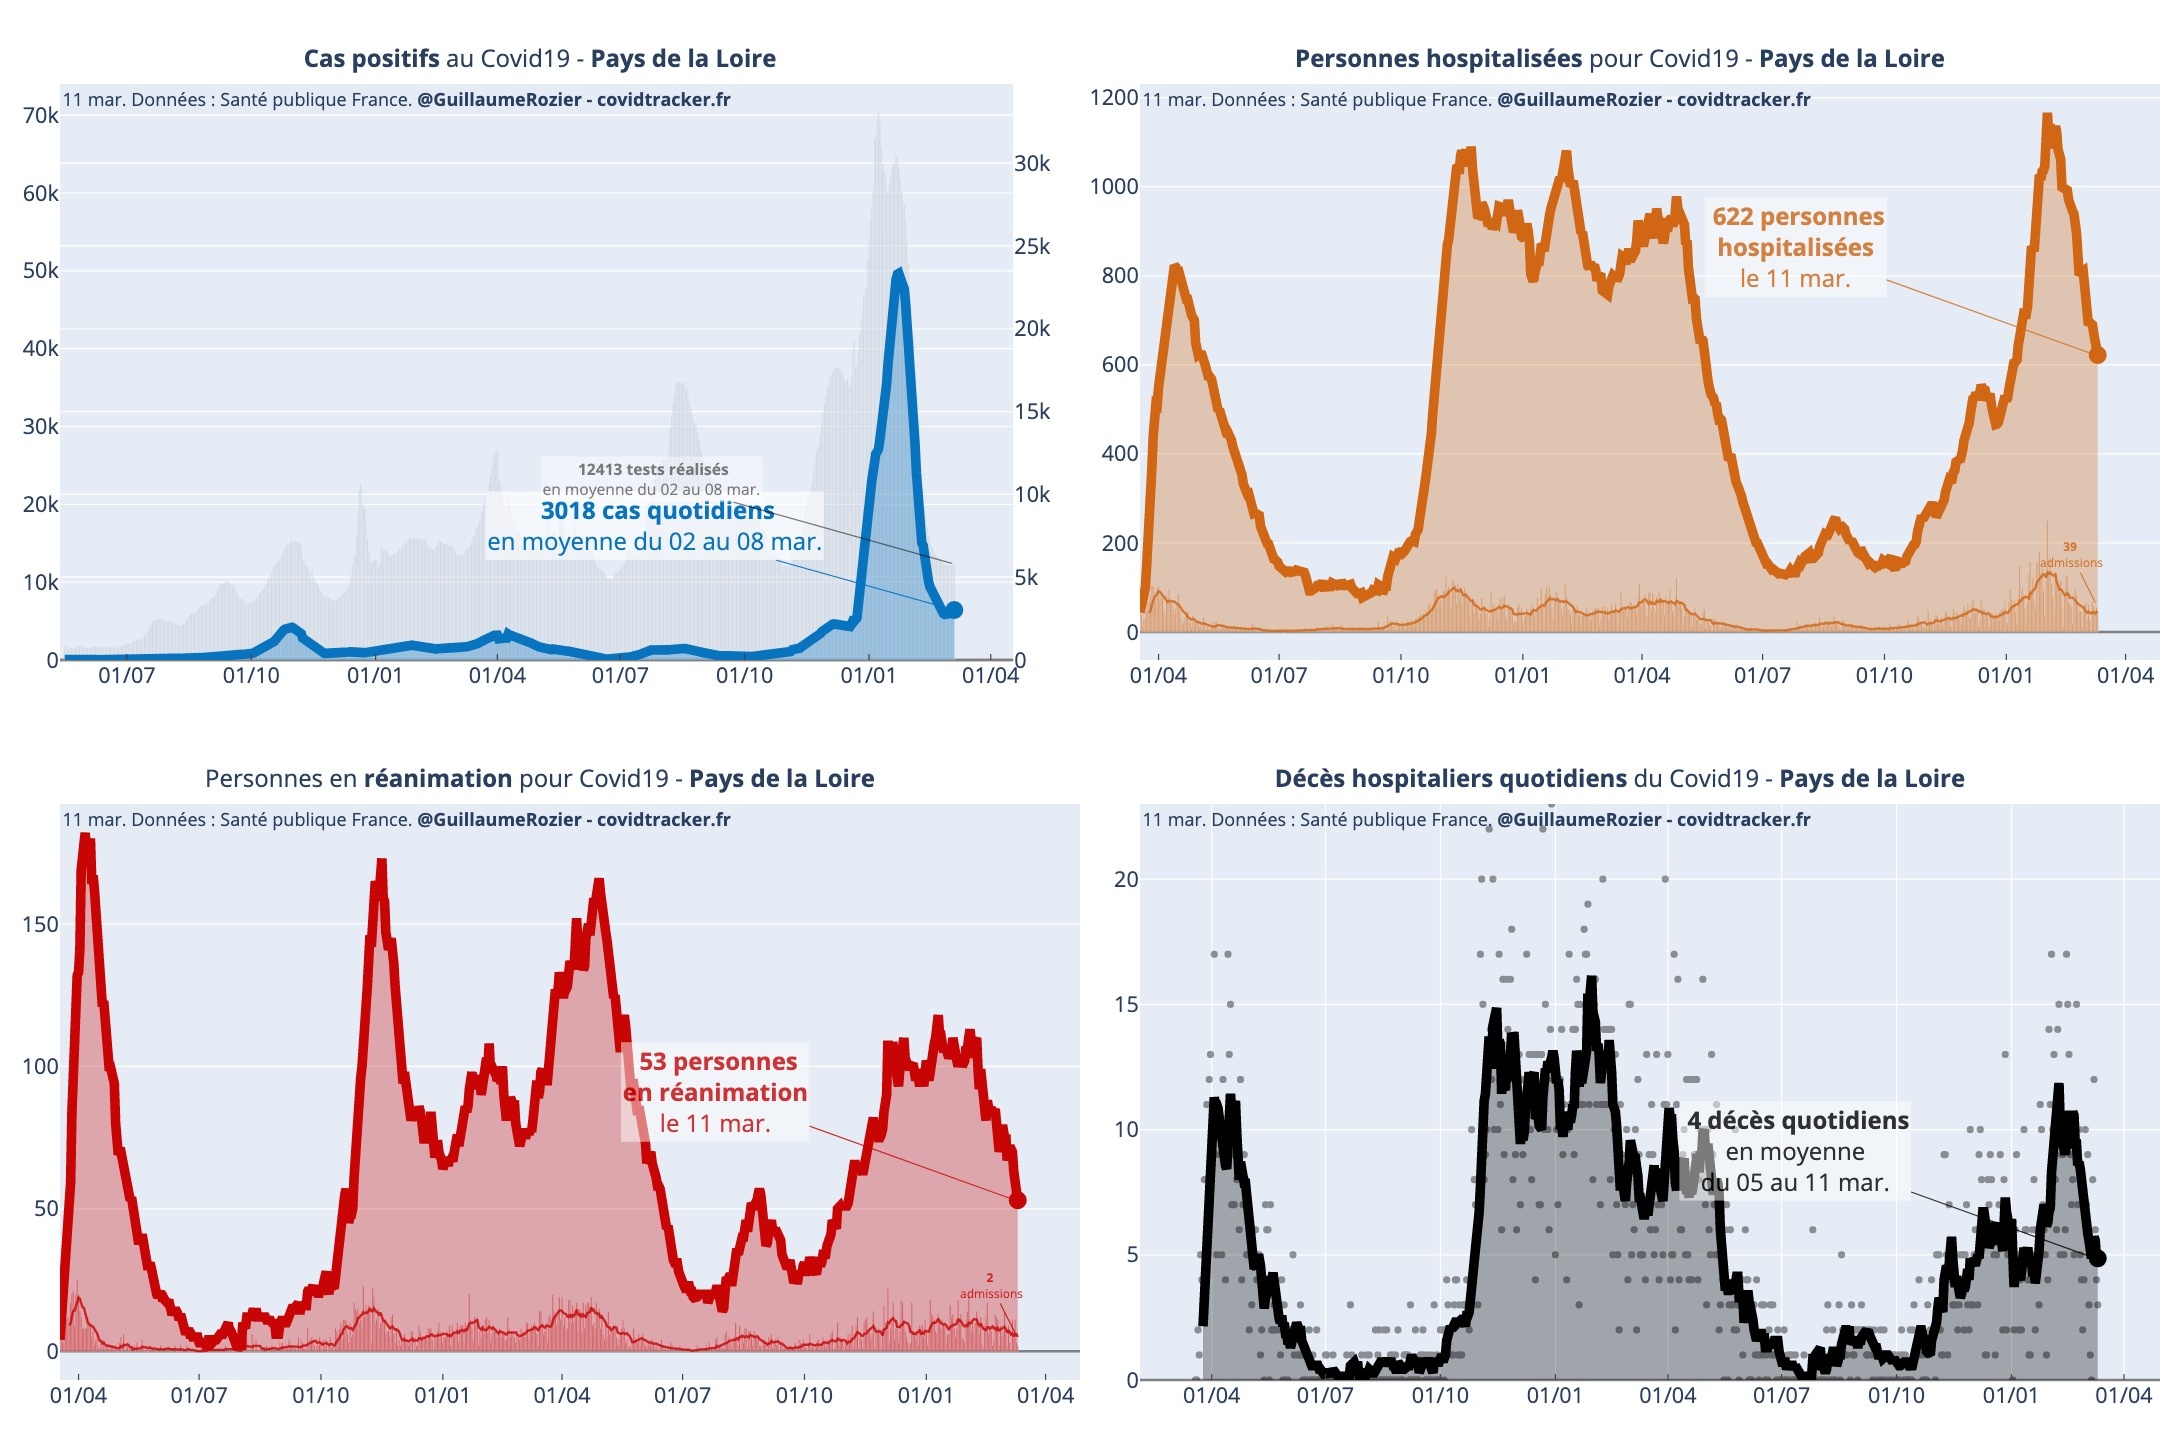 Cas positifs au Covid19 - Pays de la Loire
11 mar. Données : Santé publique France. @GuillaumeRozier - covidtracker.fr
70k
60k
50k
40k
30k
20k
10k
0
30k
25k
20k
15k
10k
5k
0
12413 tests réalisés
en moyenne du 02 au 08 mar.
3018 cas quotidiens
en moyenne du 02 au 08 mar.
01/07 01/10 01/01 01/04 01/07 01/10 01/01 01/04
Personnes hospitalisées pour Covid19 - Pays de la Loire
11 mar. Données : Santé publique France. @GuillaumeRozier - covidtracker.fr
1200
1000
800
600
400
200
0
622 personnes
hospitalisées
le 11 mar.
39
admissions
01/04 01/07 01/10 01/01 01/04 01/07 01/10 01/01 01/04
Personnes en réanimation pour Covid19 - Pays de la Loire
11 mar. Données : Santé publique France. @GuillaumeRozier - covidtracker.fr
150
100
50
0
53 personnes
en réanimation
le 11 mar.
2
admissions
01/04 01/07 01/10 01/01 01/04 01/07 01/10 01/01 01/04
Décès hospitaliers quotidiens du Covid19 - Pays de la Loire
11 mar. Données : Santé publique France. @GuillaumeRozier - covidtracker.fr
20
15
10
5
0
4 décès quotidiens
en moyenne
du 05 au 11 mar.
01/04 01/07 01/10 01/01 01/04 01/07 01/10 01/01 01/04